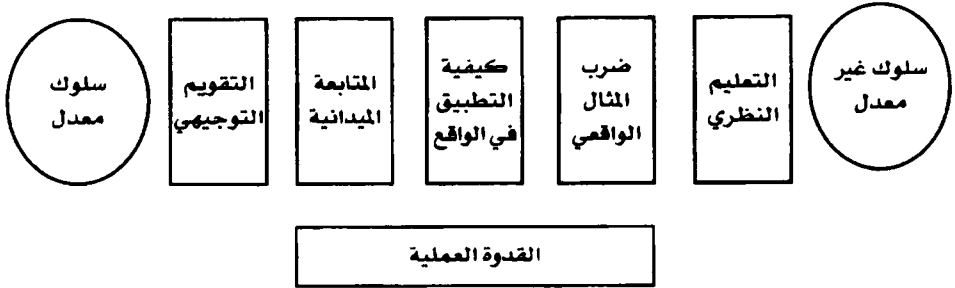 سلوك غير
معدل
التعليم
النظري
ضرب
المثال
الواقعي
كيفية
التطبيق
في الواقع
المتابعة
الميدانية
التقويم
التوجيهي
سلوك
معدل
القدوة العملية